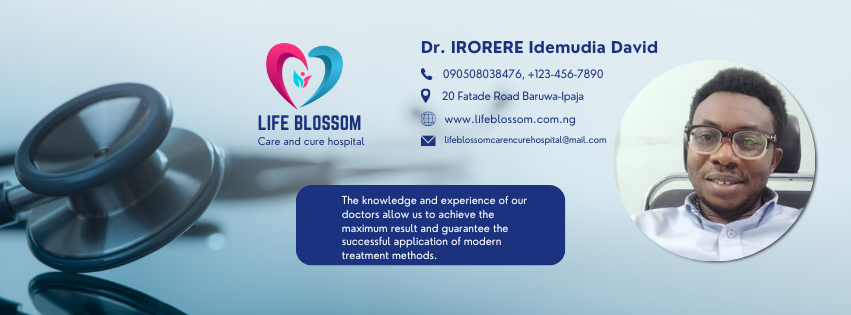 LIFE BLOSSOM
Care and cure hospital
Dr. IRORERE Idemudia David
090508038476, +123-456-7890
20 Fatade Road Baruwa-Ipaja
www.lifeblossom.com.ng
lifeblossomcarencurehospital@mail.com
The knowledge and experience of our
doctors allow us to achieve the
maximum result and guarantee the
successful application of modern
treatment methods.